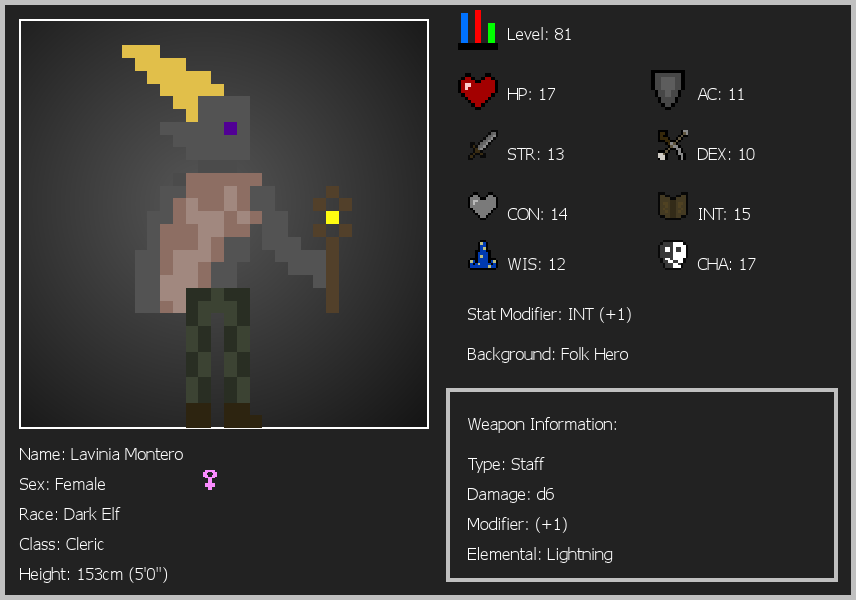 Level: 81
HP: 17
AC: 11
STR: 13
DEX: 10
CON: 14
INT: 15
WIS: 12
CHA: 17
Stat Modifier: INT (+1)
Background: Folk Hero
Weapon Information:
Type: Staff
Damage: d6
Modifier: (+1)
Elemental: Lightning
Name: Lavinia Montero
Sex: Female
Race: Dark Elf
Class: Cleric
Height: 153cm (5'0")